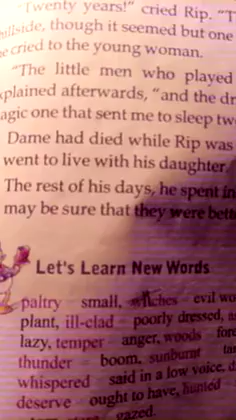 "Twenty years!" cried Rip. "T
hillside, though it seemed but one
he cried to the young woman.
"The little men who played
xplained afterwards, "and the dr
agic one that sent me to sleep tw
Dame had died while Rip was
went to live with his daughter.
The rest of his days, he spent in
may be sure that they were bett
Let's Learn New Words
paltry small, witches evil wo
plant, ill-clad poorly dressed,
lazy, temper anger, woods fore
thunder boom, sunburnt tan
whispered said in a low voice, d
deserve ought to have, hunted
gazed.